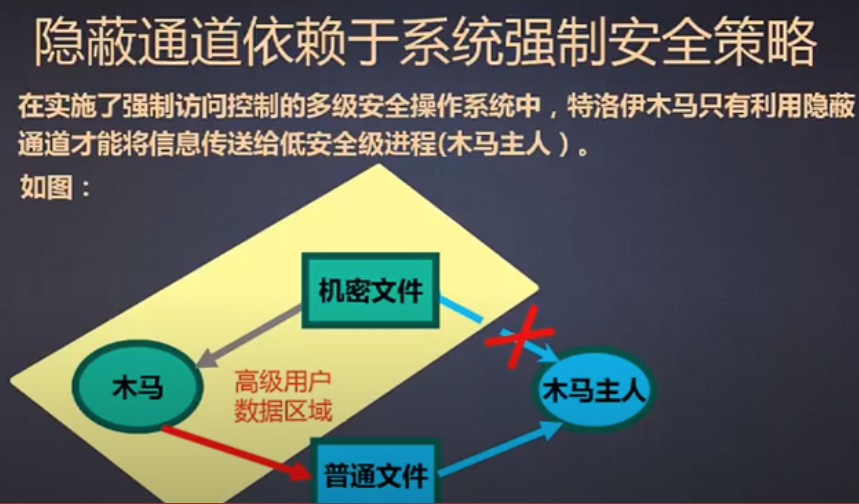 隐蔽通道依赖于系统强制安全策略
在实施了强制访问控制的多级安全操作系统中，特洛伊木马只有利用隐蔽
通道才能将信息传送给低安全级进程(木马主人）。
如图：
机密文件
木马
高级用户
数据区域
木马主人
普通文件